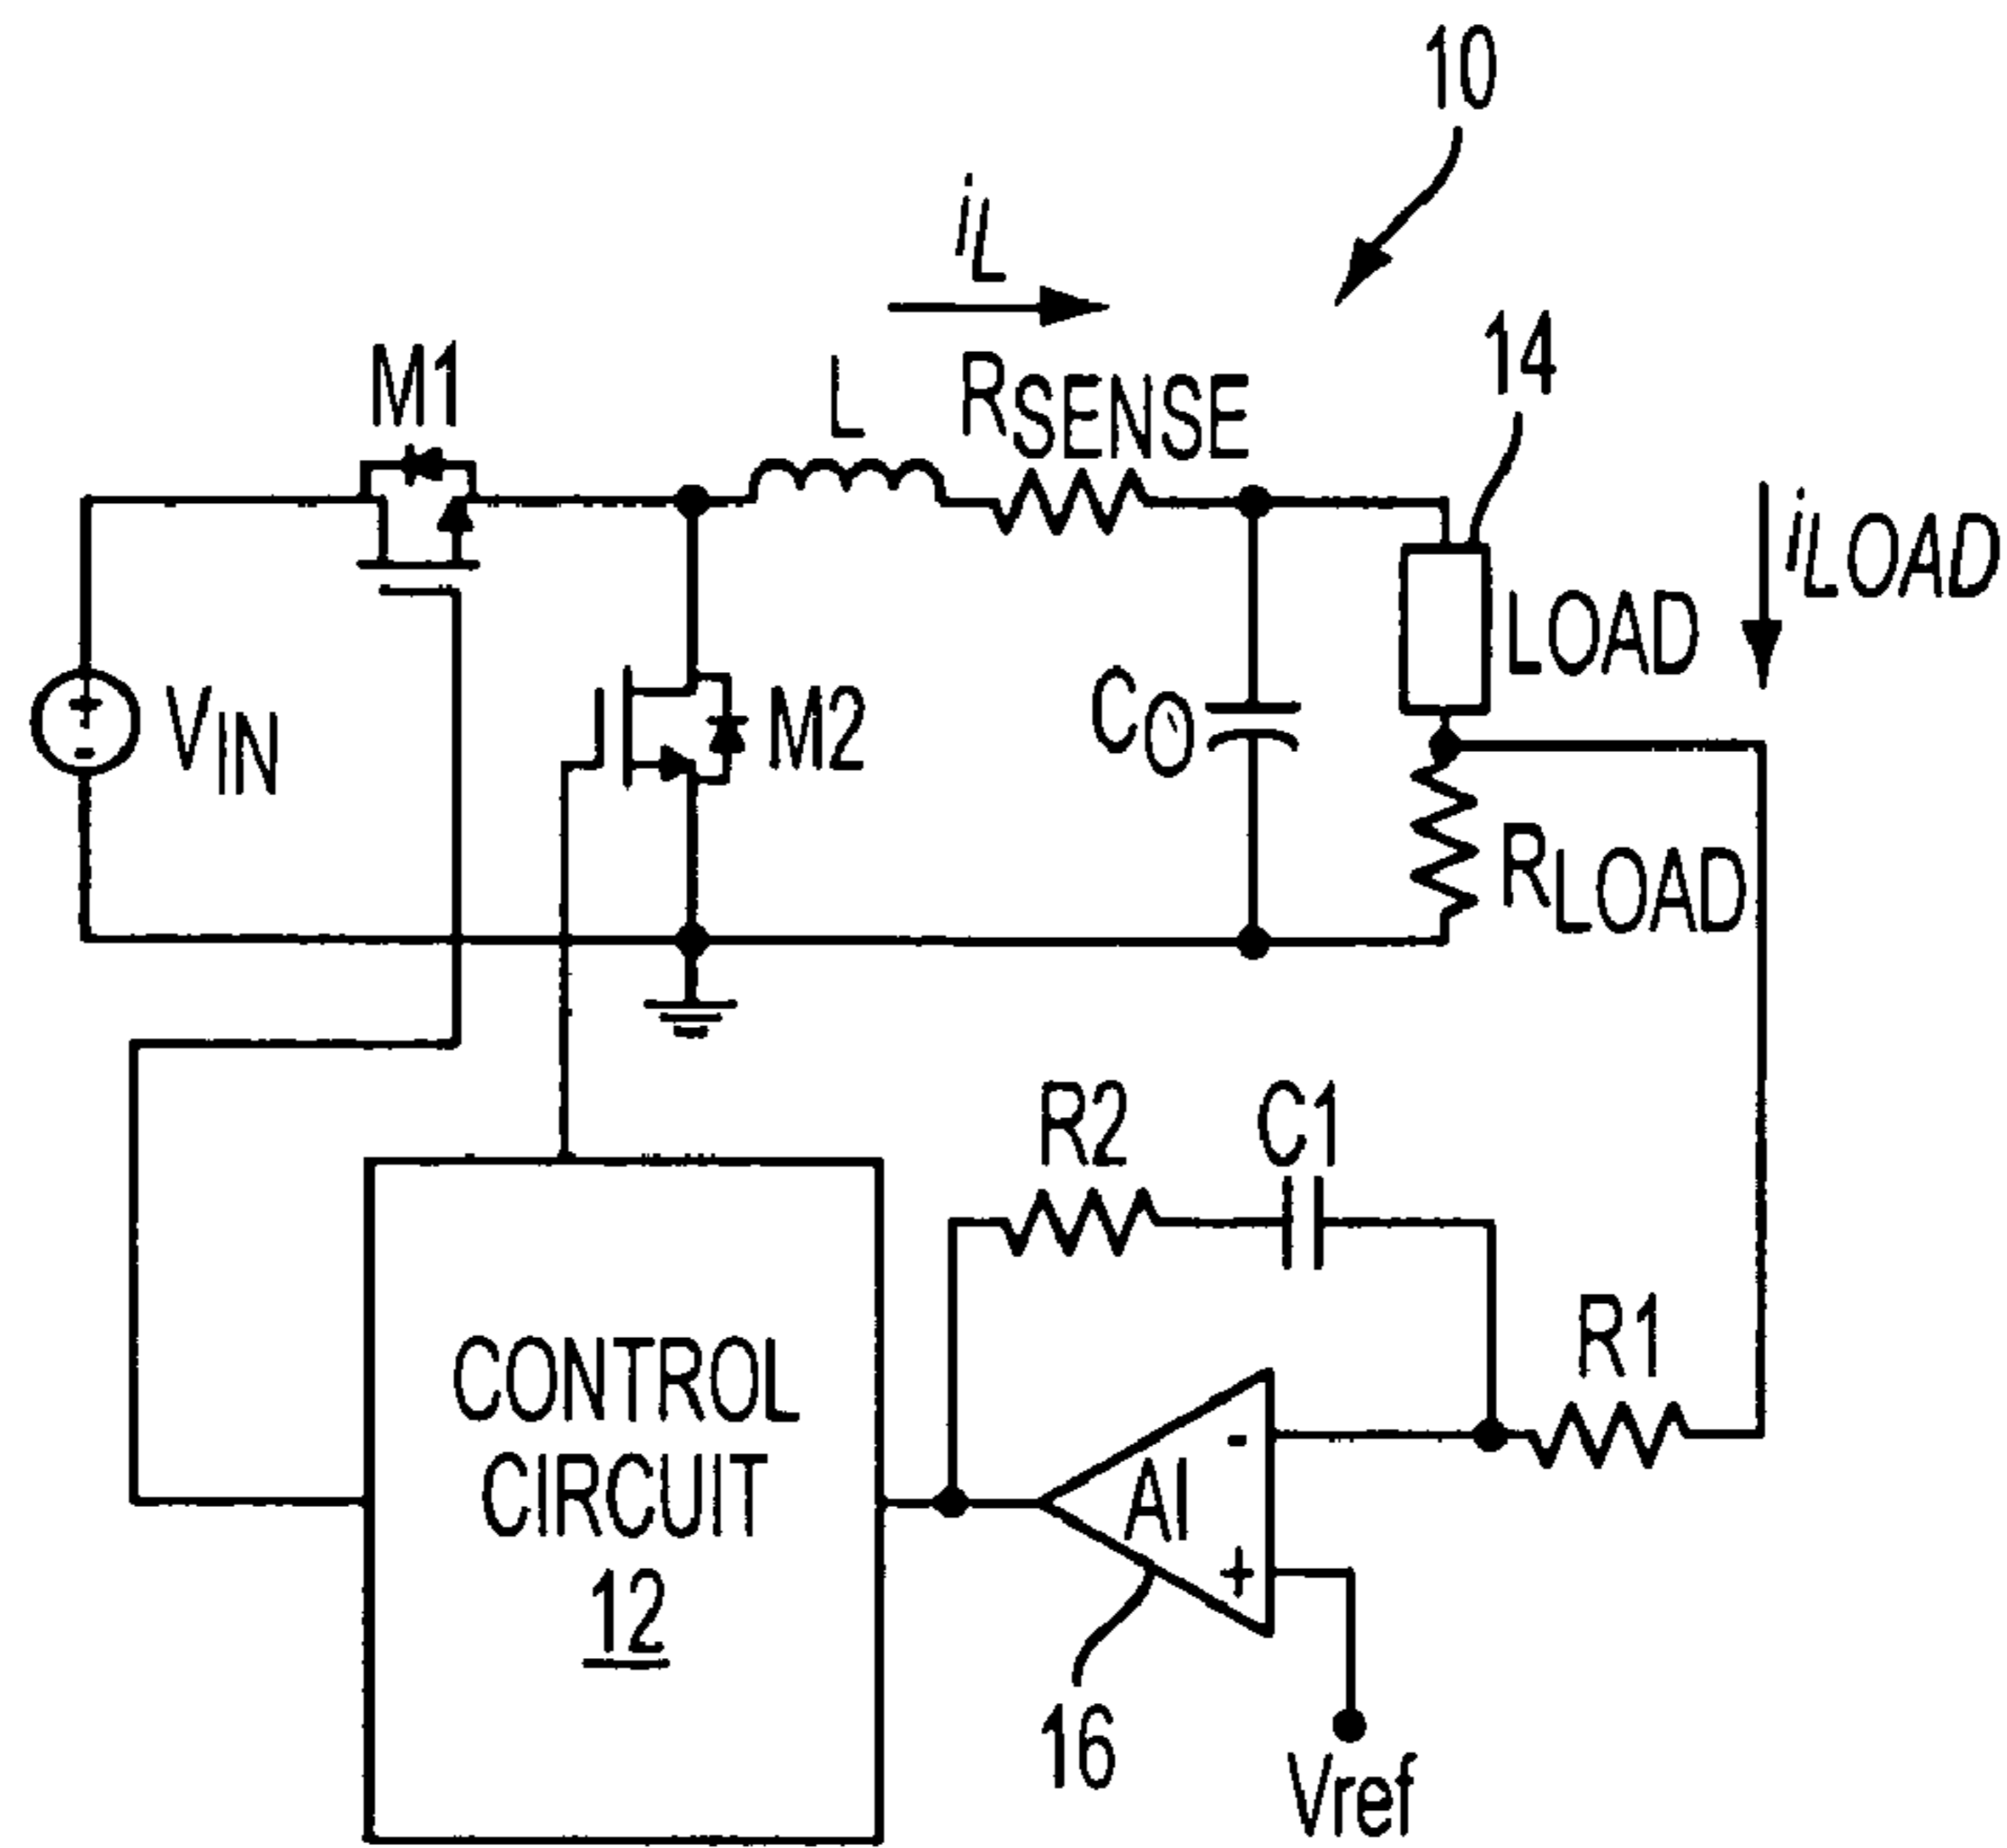 10
iL
14
M1
L
RSENSE
iLOAD
LOAD
VIN
M2
CO
RLOAD
R2
C1
R1
CONTROL
CIRCUIT
12
-
AI
+
16
Vref
+
-